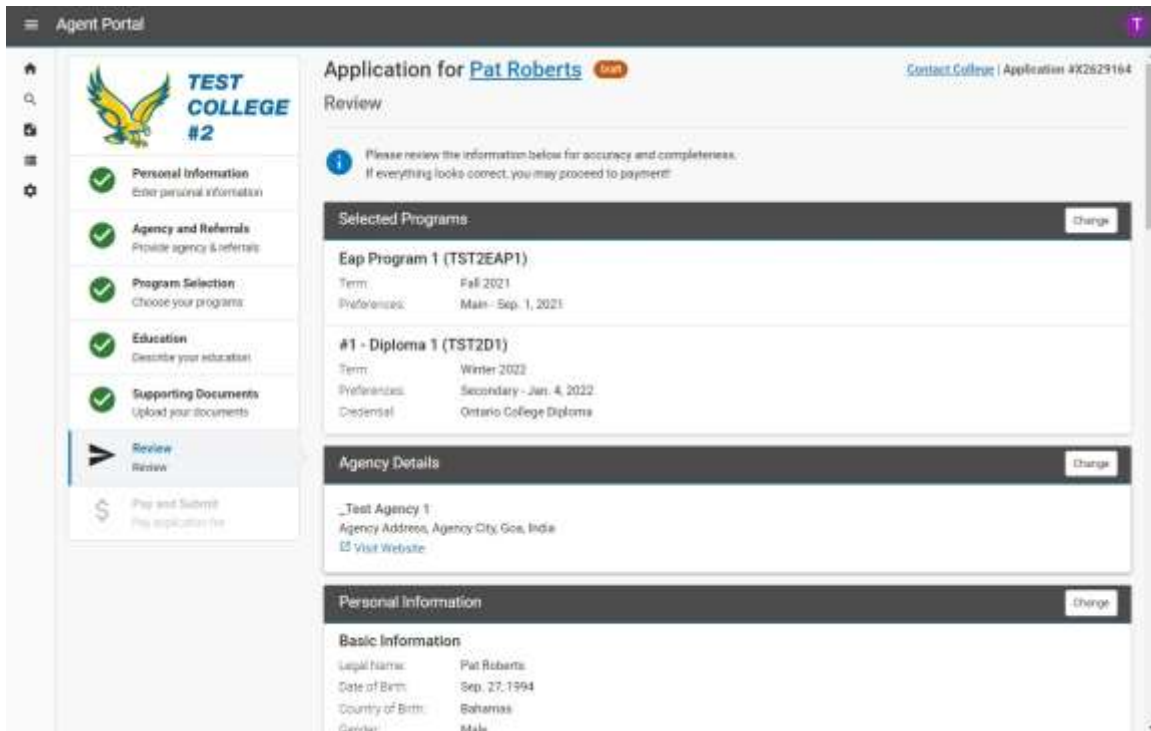 Agent Portal
T
TEST
COLLEGE
#2
Personal Information
Enter personal information
Agency and Referrals
Provide agency & referrals
Program Selection
Choose your programs
Education
Describe your education
Supporting Documents
Upload your documents
Review
Review
Pay and Submit
Pay application fee
Application for Pat Roberts Draft
Contact College | Application #X2629164
Review
Please review the information below for accuracy and completeness.
If everything looks correct, you may proceed to payment!
Selected Programs
Change
Eap Program 1 (TST2EAP1)
Term: Fall 2021
Preferences: Main - Sep. 1, 2021
#1 - Diploma 1 (TST2D1)
Term: Winter 2022
Preferences: Secondary - Jan. 4, 2022
Credential: Ontario College Diploma
Agency Details
Change
_Test Agency 1
Agency Address, Agency City, Goa, India
Visit Website
Personal Information
Change
Basic Information
Legal Name: Pat Roberts
Date of Birth: Sep. 27, 1994
Country of Birth: Bahamas
Gender: Male